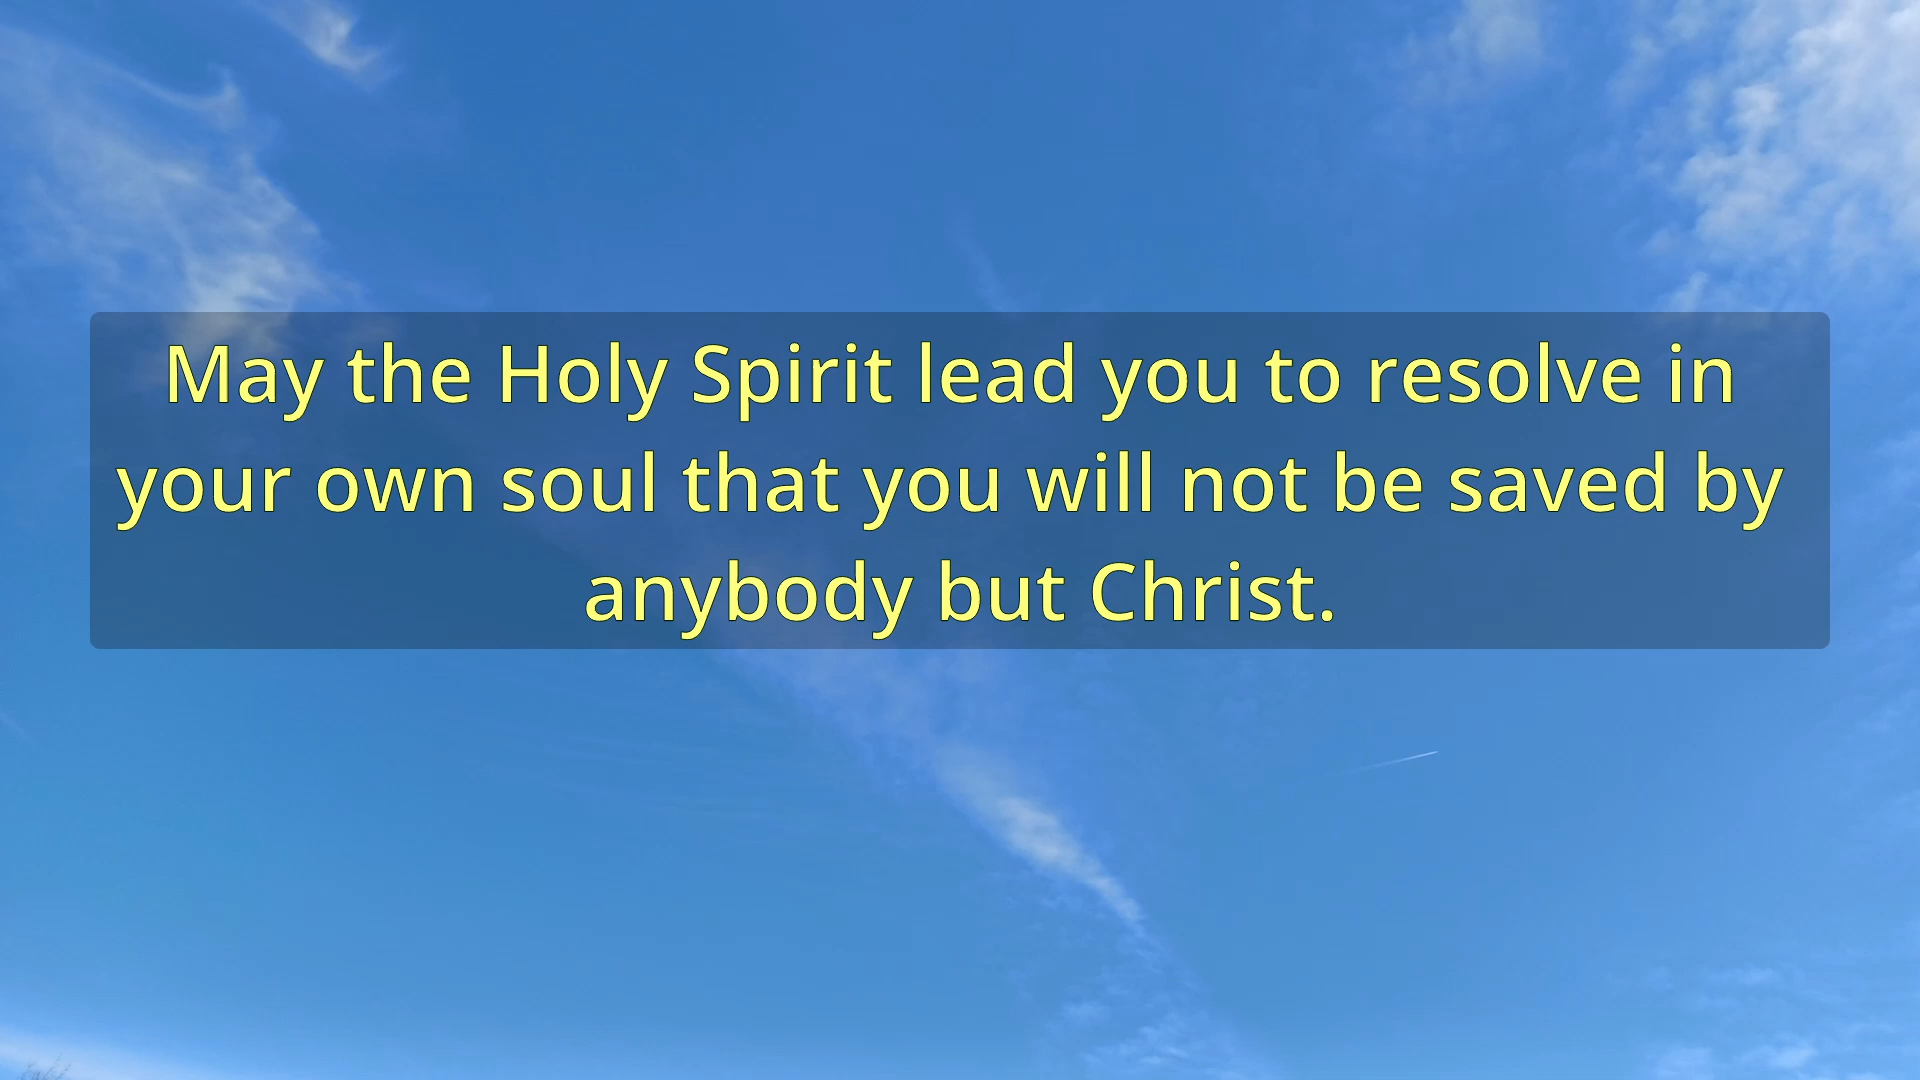 May the Holy Spirit lead you to resolve in
your own soul that you will not be saved by
anybody but Christ.